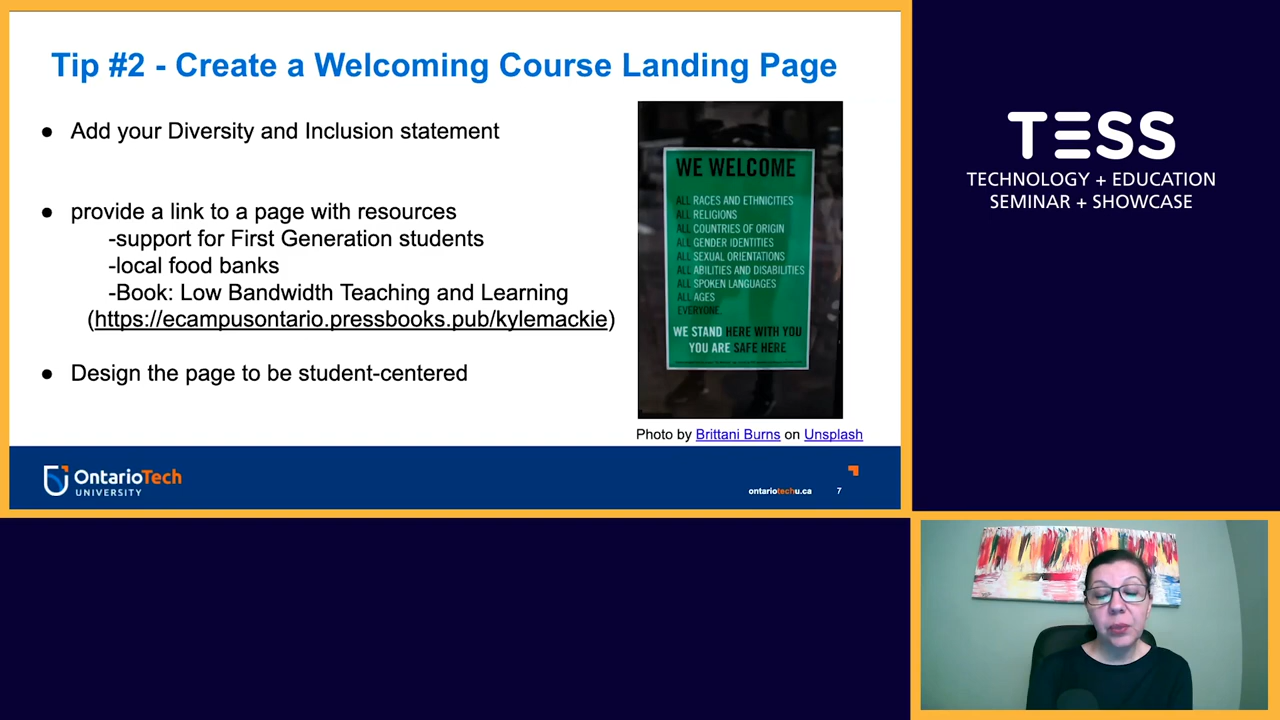 Tip #2 - Create a Welcoming Course Landing Page
● Add your Diversity and Inclusion statement
● provide a link to a page with resources
-support for First Generation students
-local food banks
-Book: Low Bandwidth Teaching and Learning
(https://ecampusontario.pressbooks.pub/kylemackie)
● Design the page to be student-centered
WE WELCOME
ALL RACES AND ETHNICITIES
ALL RELIGIONS
ALL COUNTRIES OF ORIGIN
ALL GENDER IDENTITIES
ALL SEXUAL ORIENTATIONS
ALL ABILITIES AND DISABILITIES
ALL SPOKEN LANGUAGES
ALL AGES
EVERYONE.
WE STAND HERE WITH YOU
YOU ARE SAFE HERE
Photo by Brittani Burns on Unsplash
OntarioTech
UNIVERSITY
ontariotechu.ca
7
TESS
TECHNOLOGY + EDUCATION
SEMINAR + SHOWCASE